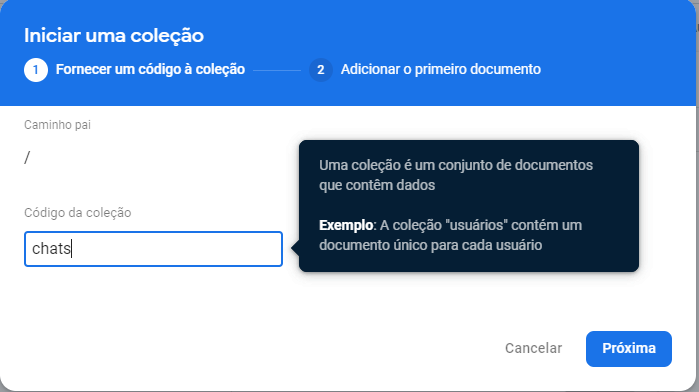 Iniciar uma coleção
1 Fornecer um código à coleção 2 Adicionar o primeiro documento
Caminho pai
/
Uma coleção é um conjunto de documentos
que contêm dados
Código da coleção
Exemplo: A coleção "usuários" contém um
documento único para cada usuário
chats
Cancelar Próxima